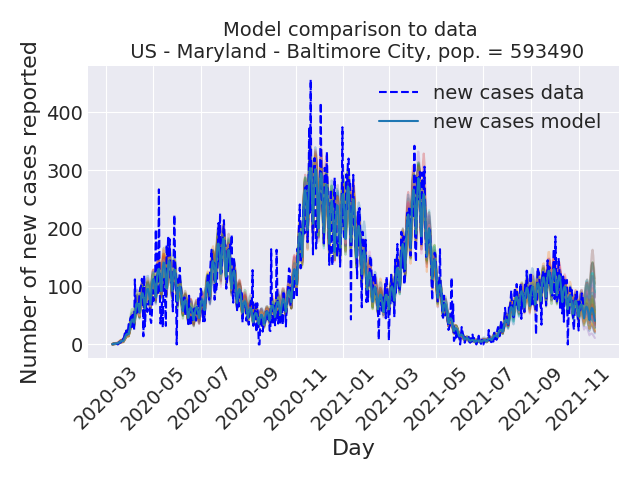 Model comparison to data
US - Maryland - Baltimore City, pop. = 593490
new cases data
new cases model
Number of new cases reported
400
300
200
100
0
2020-03
2020-05
2020-07
2020-09
2020-11
2021-01
2021-03
2021-05
2021-07
2021-09
2021-11
Day